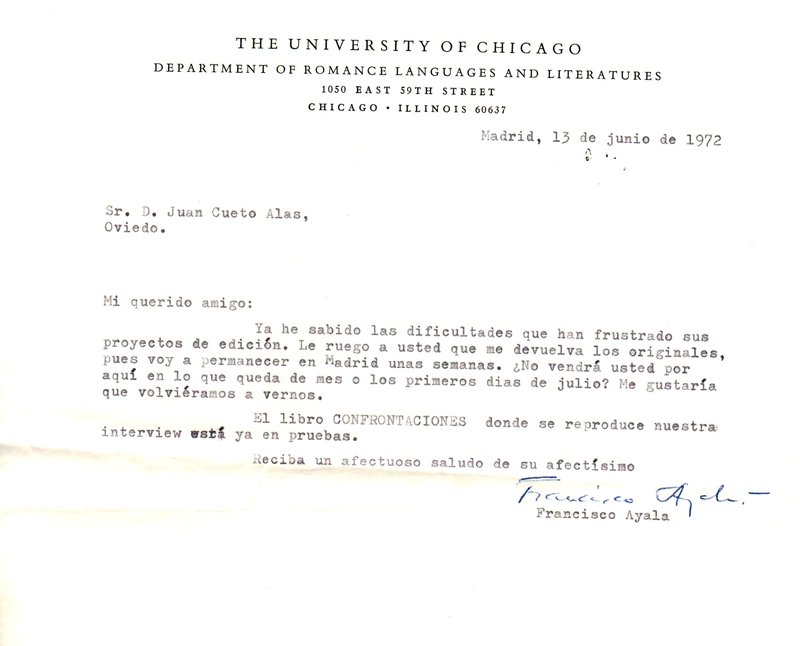 THE UNIVERSITY OF CHICAGO
DEPARTMENT OF ROMANCE LANGUAGES AND LITERATURES
1050 EAST 59TH STREET
CHICAGO • ILLINOIS 60637
Madrid, 13 de junio de 1972
Sr. D. Juan Cueto Alas,
Oviedo.
Mi querido amigo:
Ya he sabido las dificultades que han frustrado sus
proyectos de edición. Le ruego a usted que me devuelva los originales,
pues voy a permanecer en Madrid unas semanas. ¿No vendrá usted por
aquí en lo que queda de mes o los primeros dias de julio? Me gustaría
que volviéramos a vernos.
El libro CONFRONTACIONES donde se reproduce nuestra
interview está ya en pruebas.
Reciba un afectuoso saludo de su afectísimo
Francisco Ayala.—
Francisco Ayala